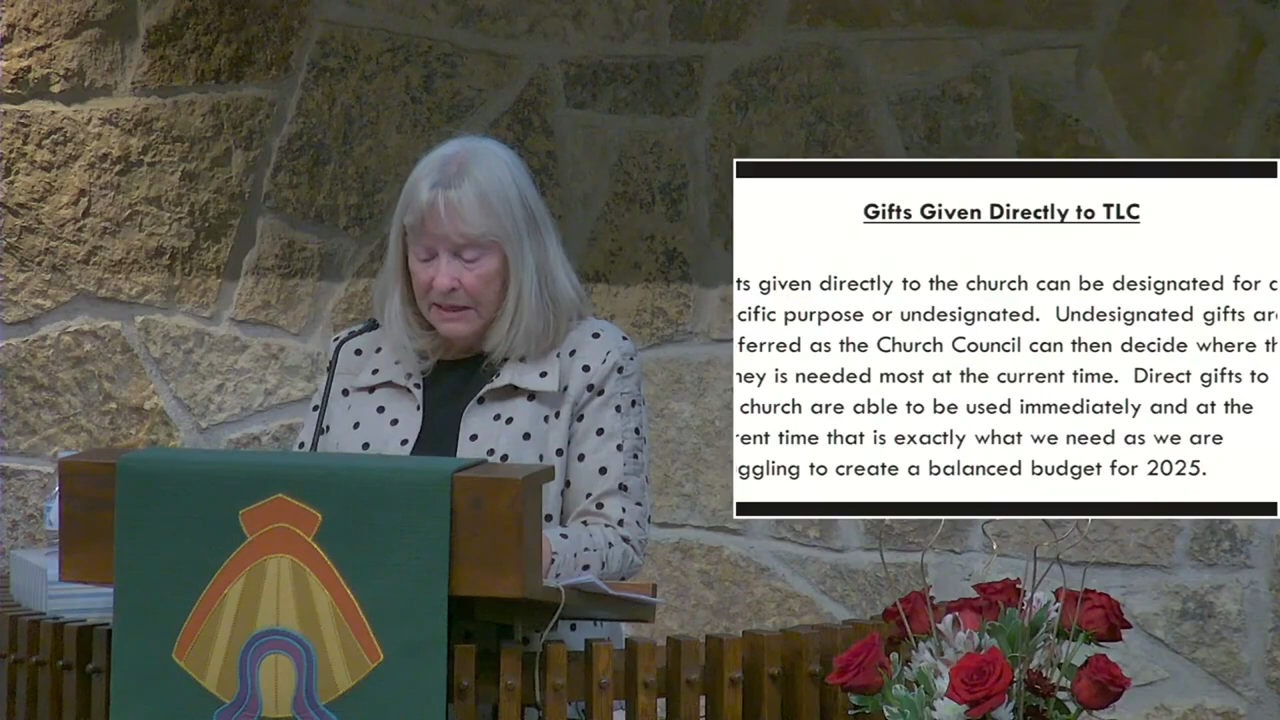 Gifts Given Directly to TLC
ts given directly to the church can be designated for
cific purpose or undesignated. Undesignated gifts ar
ferred as the Church Council can then decide where th
ney is needed most at the current time. Direct gifts to
church are able to be used immediately and at the
rent time that is exactly what we need as we are
ggling to create a balanced budget for 2025.